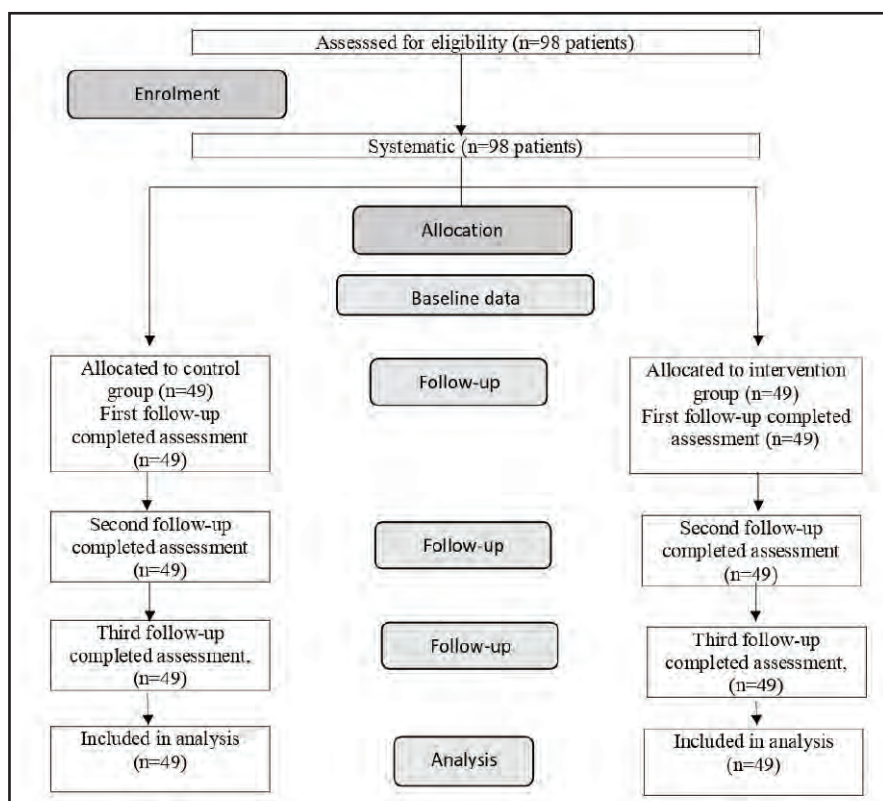 Assesssed for eligibility (n=98 patients)
Enrolment
Systematic (n=98 patients)
Allocation
Baseline data
Allocated to control
group (n=49)
First follow-up
completed assessment
(n=49)
Follow-up
Allocated to intervention
group (n=49)
First follow-up completed
assessment (n=49)
Second follow-up
completed assessment
(n=49)
Follow-up
Second follow-up
completed assessment
(n=49)
Third follow-up
completed assessment,
(n=49)
Follow-up
Third follow-up
completed assessment,
(n=49)
Included in analysis
(n=49)
Analysis
Included in analysis
(n=49)